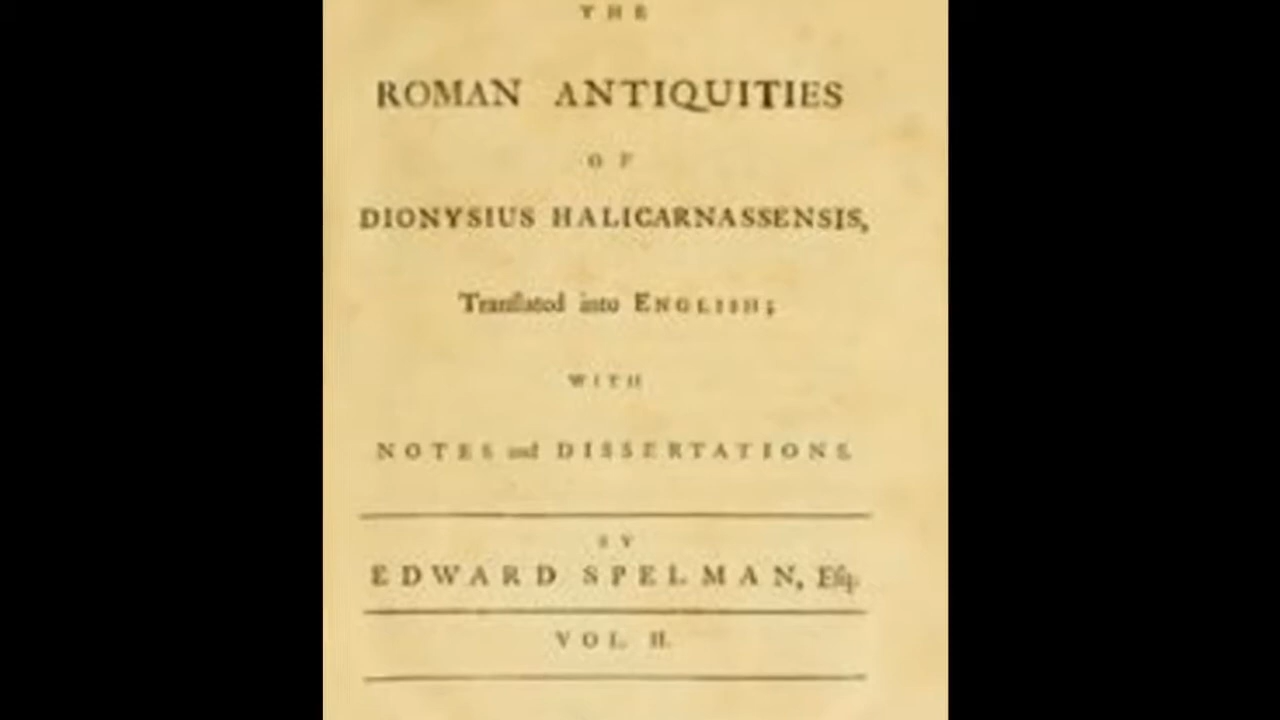 THE
ROMAN ANTIQUITIES
OF
DIONYSIUS HALICARNASSENSIS,
Tranſlated into ENGLISH;
WITH
NOTES and DISSERTATIONS.
BY
EDWARD SPELMAN, Eſq.
VOL. II.